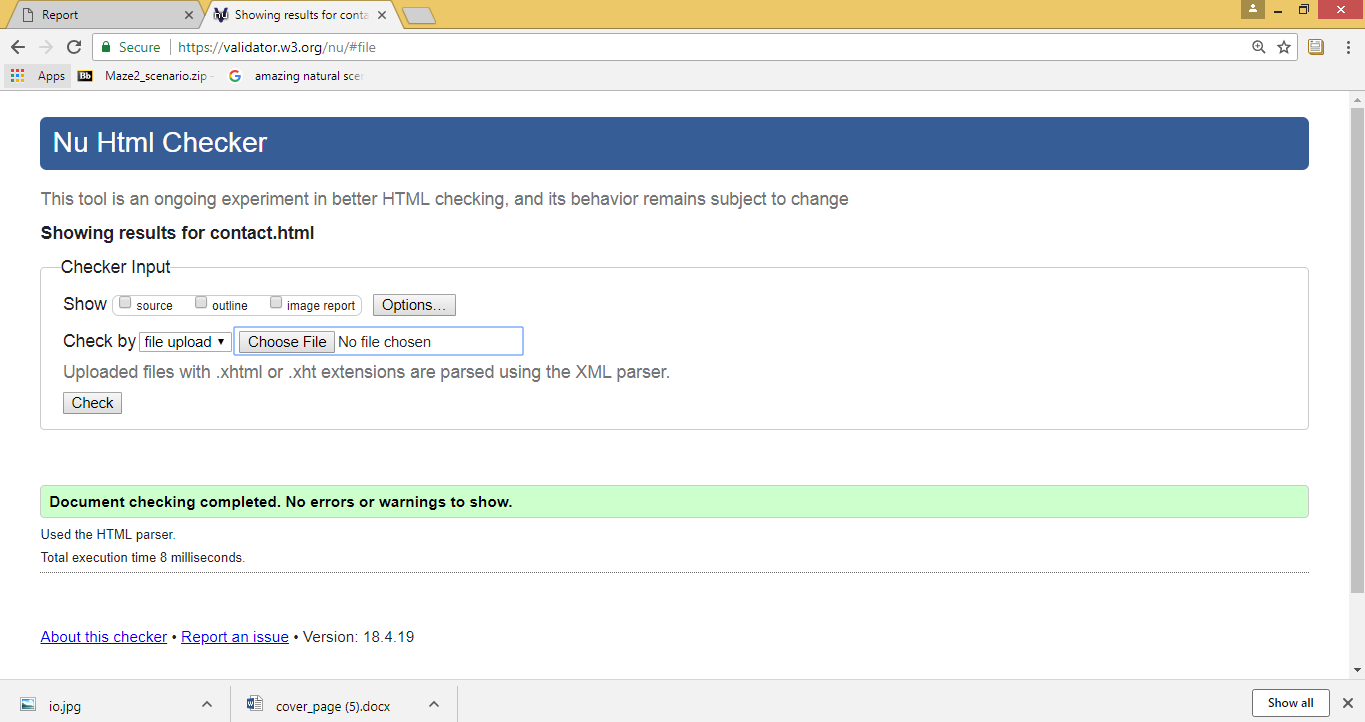 Report
Showing results for conta
Secure https://validator.w3.org/nu/#file
Apps Bb Maze2_scenario.zip - G amazing natural scen
Nu Html Checker
This tool is an ongoing experiment in better HTML checking, and its behavior remains subject to change
Showing results for contact.html
Checker Input
Show source outline image report Options...
Check by file upload Choose File No file chosen
Uploaded files with .xhtml or .xht extensions are parsed using the XML parser.
Check
Document checking completed. No errors or warnings to show.
Used the HTML parser.
Total execution time 8 milliseconds.
About this checker • Report an issue • Version: 18.4.19
io.jpg cover_page (5).docx Show all